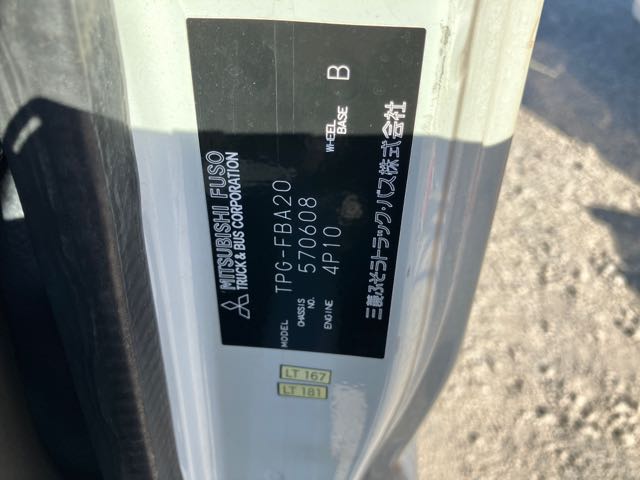 MITSUBISHI FUSO
TRUCK & BUS CORPORATION
MODEL TPG-FBA20
CHASSIS NO. 570608
ENGINE 4P10
WHEEL BASE B
三菱ふそうトラック・バス株式会社
LT 167
LT 181